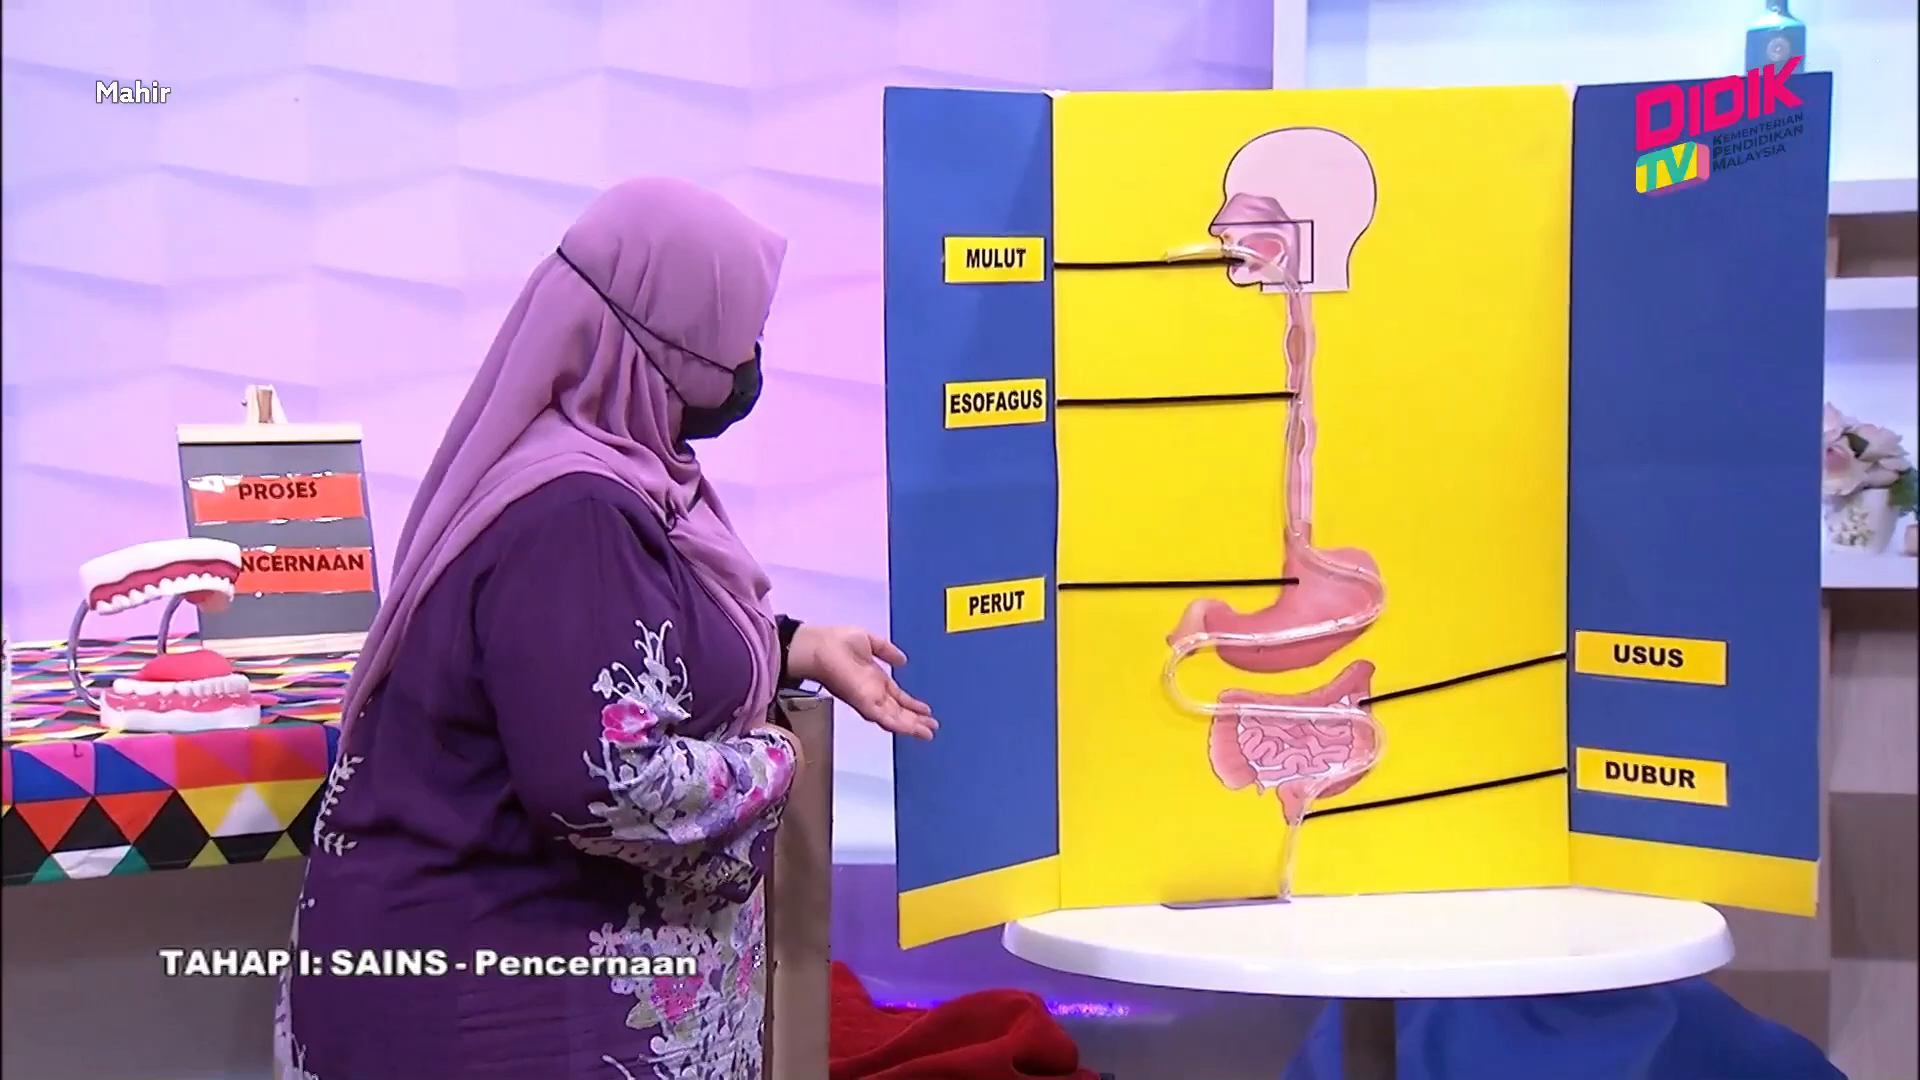 Mahir
DIDIK
TV
KEMENTERIAN
PENDIDIKAN
MALAYSIA
MULUT
ESOFAGUS
PERUT
USUS
DUBUR
PROSES
NCERNAAN
TAHAP I: SAINS - Pencernaan